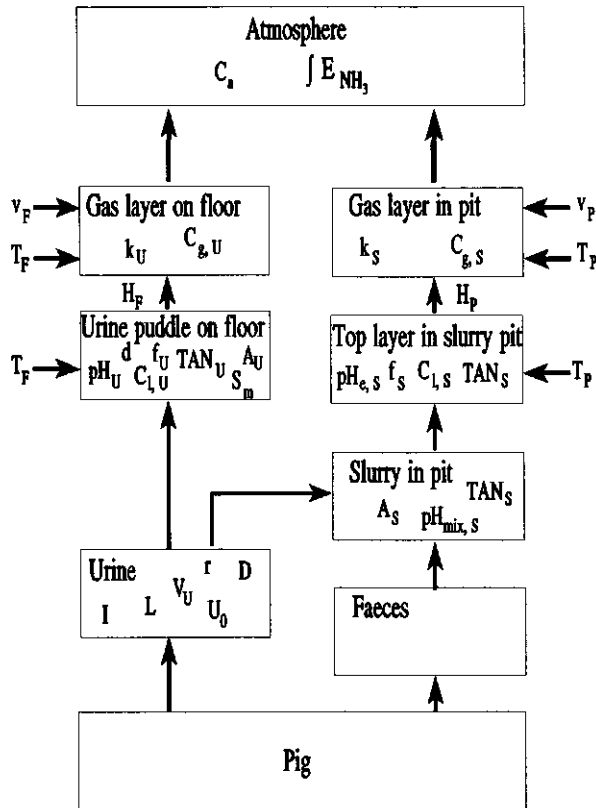 Atmosphere
C_a ∫ E_NH₃
v_F Gas layer on floor Gas layer in pit v_P
T_F k_U C_g,U k_S C_g,S T_P
H_F H_P
Urine puddle on floor Top layer in slurry pit
T_F pH_U d C_l,U f_U TAN_U A_U S_m pH_e,S f_S C_l,S TAN_S T_P
Slurry in pit TAN_S
A_S pH_mix,S
Urine r D Faeces
I L V_U U_0
Pig